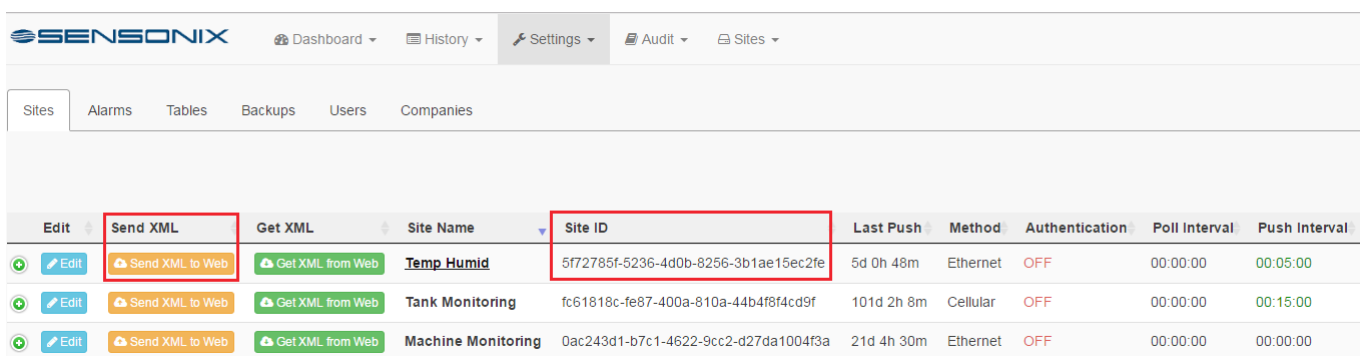 SENSONIX Dashboard History Settings Audit Sites
Sites Alarms Tables Backups Users Companies
Edit Send XML Get XML Site Name Site ID Last Push Method Authentication Poll Interval Push Interval
Edit Send XML to Web Get XML from Web Temp Humid 5f72785f-5236-4d0b-8256-3b1ae15ec2fe 5d 0h 48m Ethernet OFF 00:00:00 00:05:00
Edit Send XML to Web Get XML from Web Tank Monitoring fc61818c-fe87-400a-810a-44b4f8f4cd9f 101d 2h 8m Cellular OFF 00:00:00 00:15:00
Edit Send XML to Web Get XML from Web Machine Monitoring 0ac243d1-b7c1-4622-9cc2-d27da1004f3a 21d 4h 30m Ethernet OFF 00:00:00 00:00:00